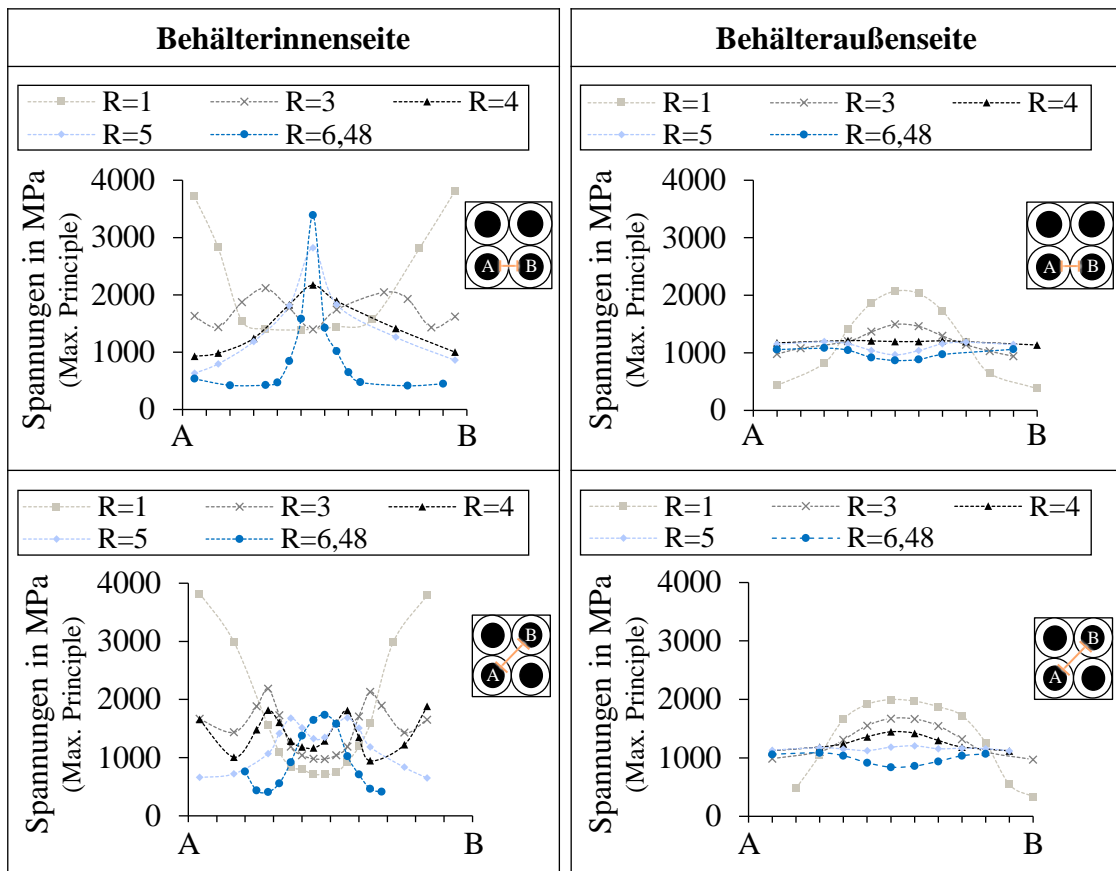 Behälterinnenseite
Behälteraußenseite
R=1 R=3 R=4
R=5 R=6,48
Spannungen in MPa
(Max. Principle)
4000
3000
2000
1000
0
A B
A B
R=1 R=3 R=4
R=5 R=6,48
Spannungen in MPa
(Max. Principle)
4000
3000
2000
1000
0
A B
A B
R=1 R=3 R=4
R=5 R=6,48
Spannungen in MPa
(Max. Principle)
4000
3000
2000
1000
0
B
A
A B
R=1 R=3 R=4
R=5 R=6,48
Spannungen in MPa
(Max. Principle)
4000
3000
2000
1000
0
B
A
A B